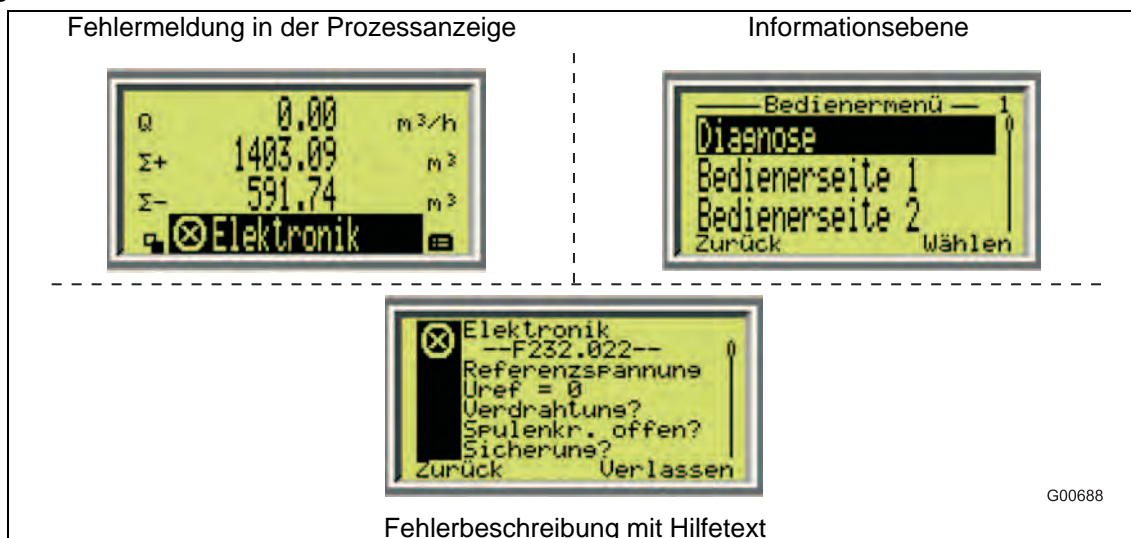 Fehlermeldung in der Prozessanzeige
Informationsebene
Q 0.00 m³/h
Σ+ 1403.09 m³
Σ- 591.74 m³
Elektronik
Bedienermenü 1
Diagnose
Bedienerseite 1
Bedienerseite 2
Zurück Wählen
Elektronik
--F232.022--
Referenzspannung
Uref = 0
Verdrahtung?
Spulenkr. offen?
Sicherung?
Zurück Verlassen
G00688
Fehlerbeschreibung mit Hilfetext